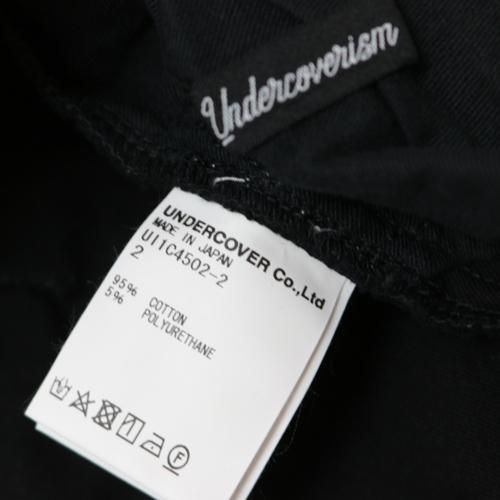 Undercoverism
UNDERCOVER Co.,Ltd
MADE IN JAPAN
UI1C4502-2
2
95% COTTON
5% POLYURETHANE
F